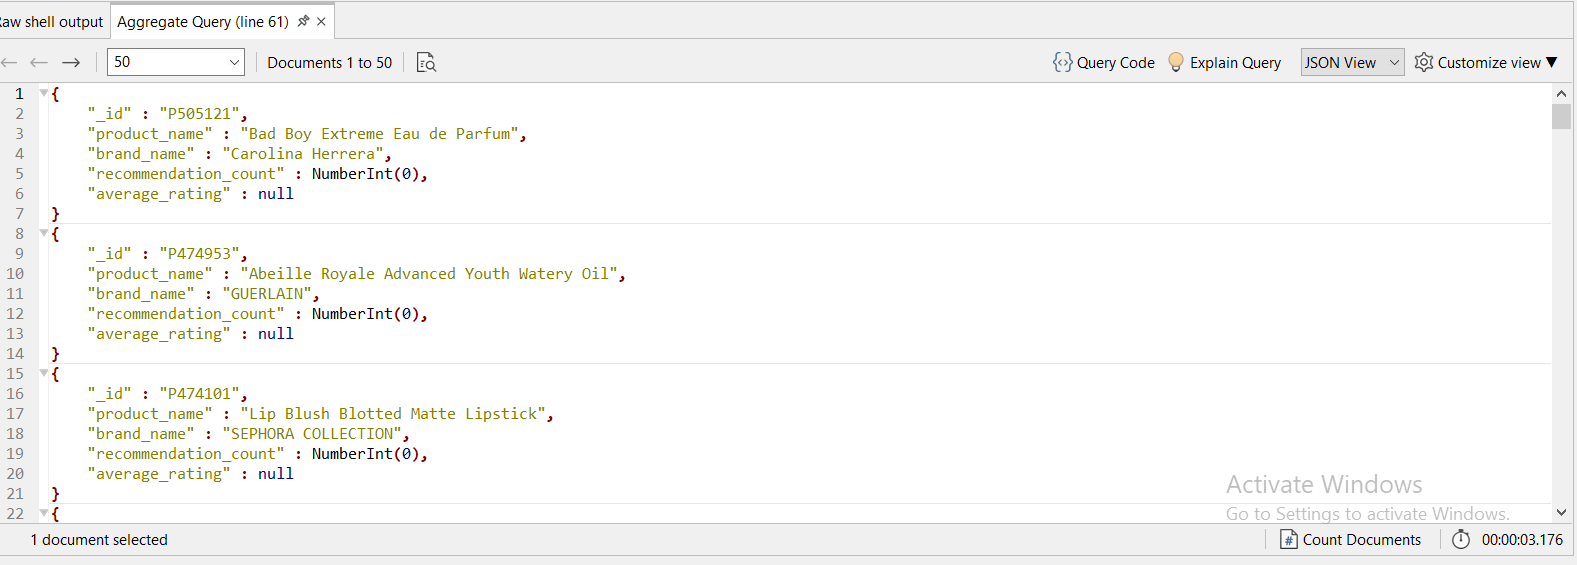 Raw shell output
Aggregate Query (line 61)
50
Documents 1 to 50
Query Code
Explain Query
JSON View
Customize view
1 {
2 "_id" : "P505121",
3 "product_name" : "Bad Boy Extreme Eau de Parfum",
4 "brand_name" : "Carolina Herrera",
5 "recommendation_count" : NumberInt(0),
6 "average_rating" : null
7 }
8 {
9 "_id" : "P474953",
10 "product_name" : "Abeille Royale Advanced Youth Watery Oil",
11 "brand_name" : "GUERLAIN",
12 "recommendation_count" : NumberInt(0),
13 "average_rating" : null
14 }
15 {
16 "_id" : "P474101",
17 "product_name" : "Lip Blush Blotted Matte Lipstick",
18 "brand_name" : "SEPHORA COLLECTION",
19 "recommendation_count" : NumberInt(0),
20 "average_rating" : null
21 }
22 {
Activate Windows
Go to Settings to activate Windows.
1 document selected
Count Documents
00:00:03.176